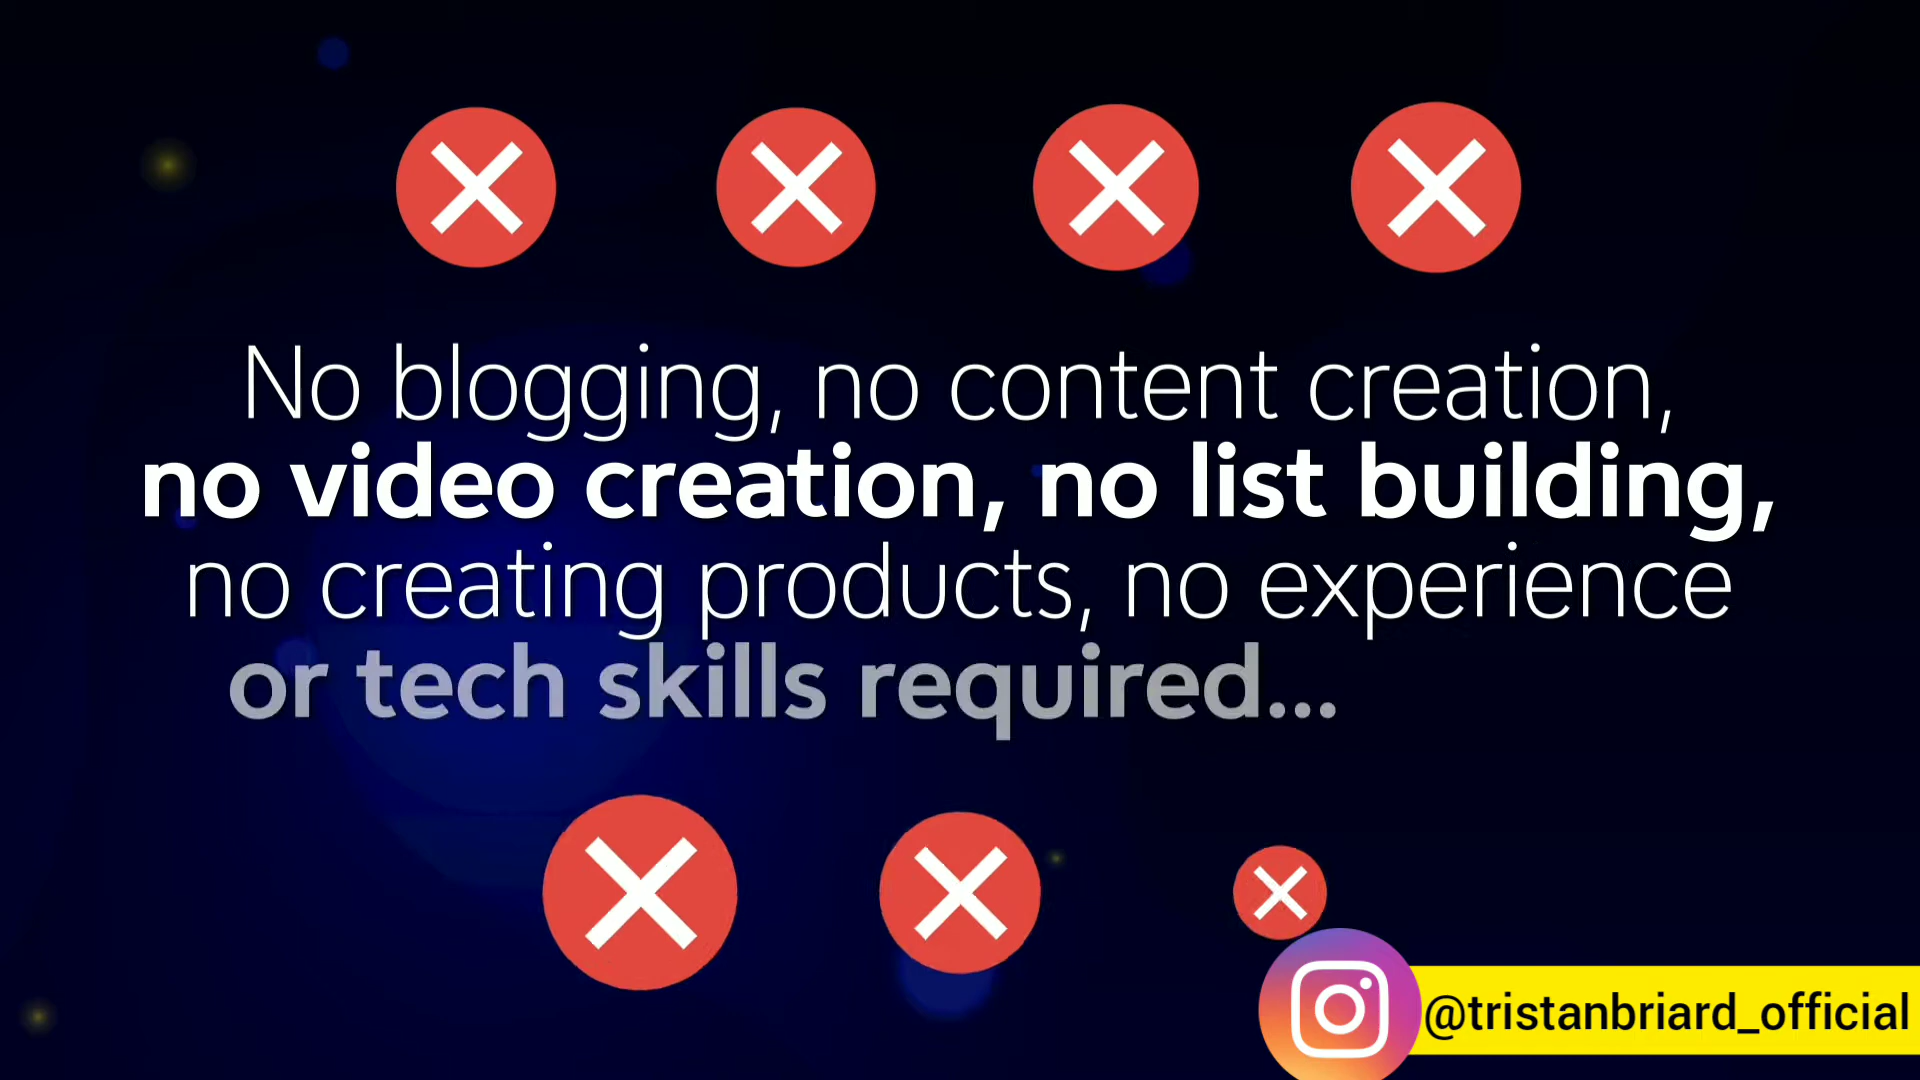 No blogging, no content creation,
no video creation, no list building,
no creating products, no experience
or tech skills required...
@tristanbriard_official